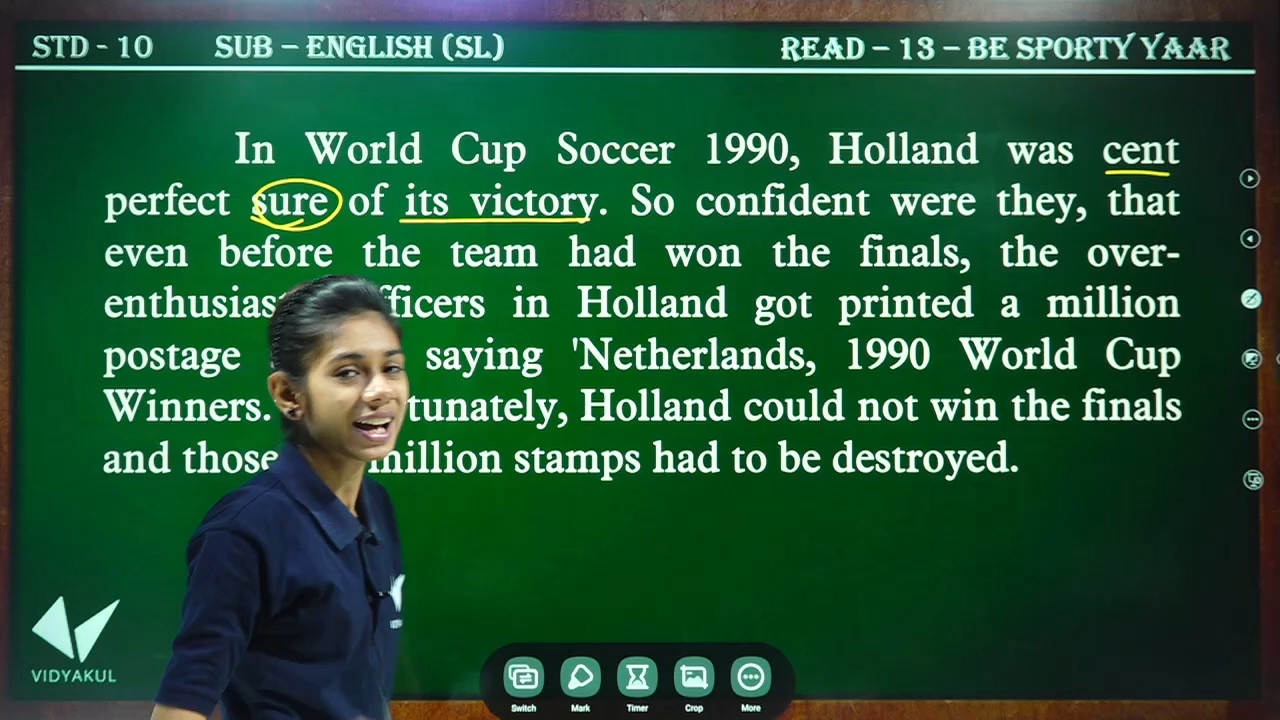 STD - 10 SUB – ENGLISH (SL) READ – 13 – BE SPORTY YAAR
In World Cup Soccer 1990, Holland was cent
perfect sure of its victory. So confident were they, that
even before the team had won the finals, the over-
in Holland got printed a million
postage saying 'Netherlands, 1990 World Cup
Winners. Holland could not win the finals
and those million stamps had to be destroyed.
VIDYAKUL
Switch Mark Timer Crop More